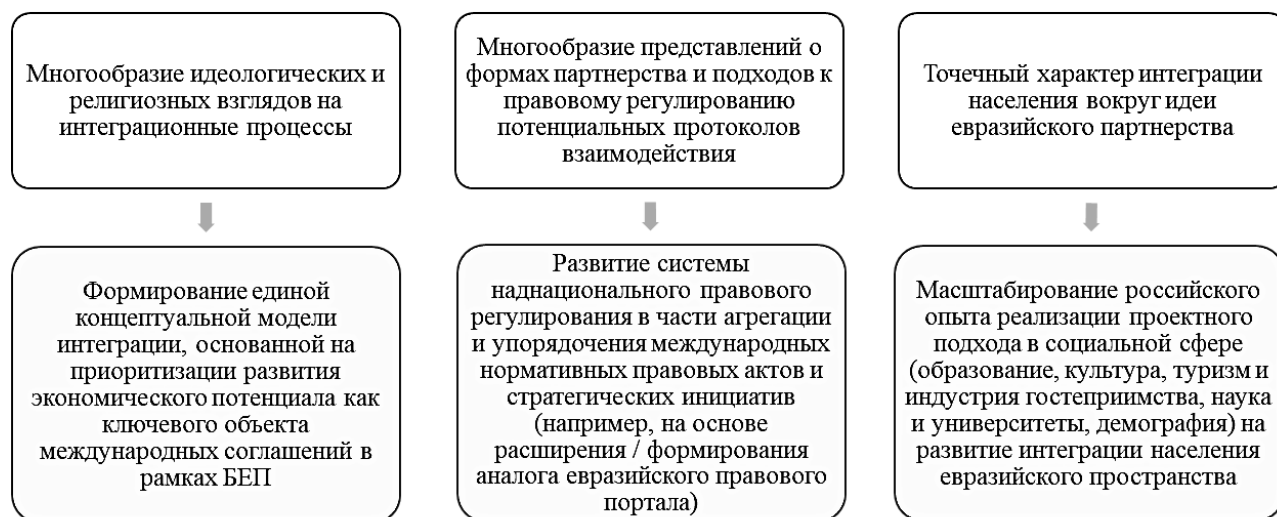 Многообразие идеологических и
религиозных взглядов на
интеграционные процессы
Многообразие представлений о
формах партнерства и подходов к
правовому регулированию
потенциальных протоколов
взаимодействия
Точечный характер интеграции
населения вокруг идеи
евразийского партнерства
Формирование единой
концептуальной модели
интеграции, основанной на
приоритизации развития
экономического потенциала как
ключевого объекта
международных соглашений в
рамках БЕП
Развитие системы
наднационального правового
регулирования в части агрегации
и упорядочения международных
нормативных правовых актов и
стратегических инициатив
(например, на основе
расширения / формирования
аналога евразийского правового
портала)
Масштабирование российского
опыта реализации проектного
подхода в социальной сфере
(образование, культура, туризм и
индустрия гостеприимства, наука
и университеты, демография) на
развитие интеграции населения
евразийского пространства